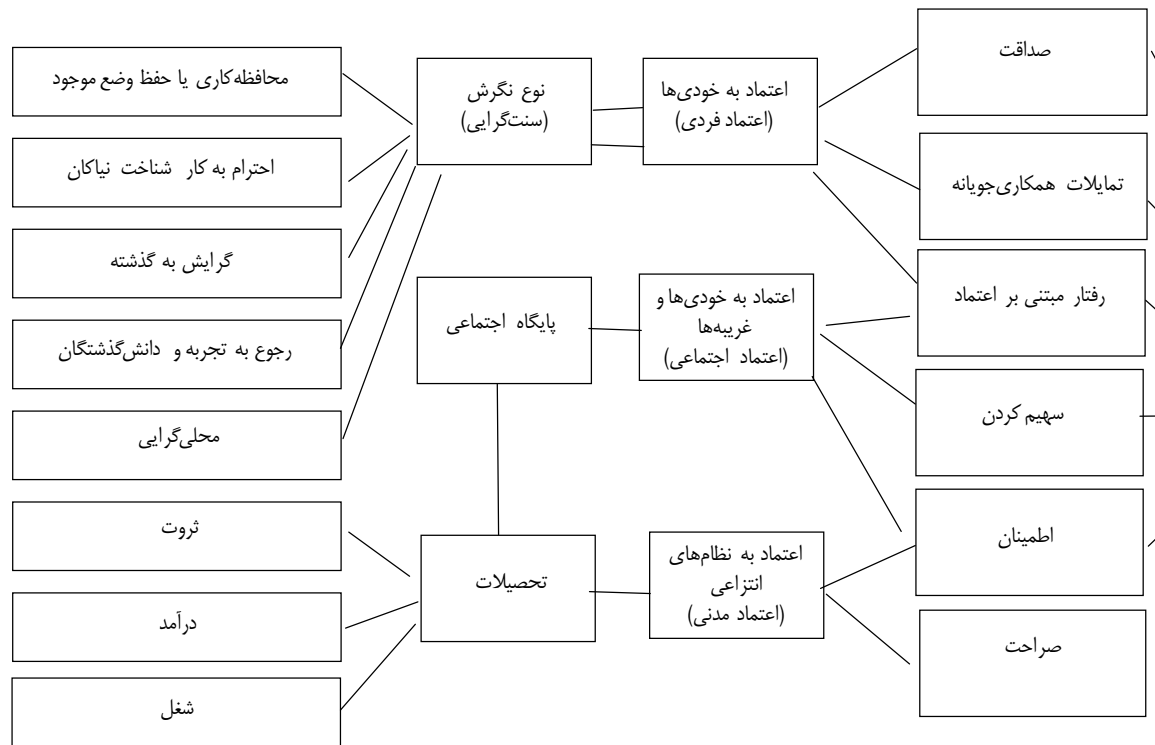 صداقت
تمایلات همکاری‌جویانه
رفتار مبتنی بر اعتماد
سهیم کردن
اطمینان
صراحت
اعتماد به خودی‌ها
(اعتماد فردی)
اعتماد به خودی‌ها و
غریبه‌ها
(اعتماد اجتماعی)
اعتماد به نظام‌های
انتزاعی
(اعتماد مدنی)
نوع نگرش
(سنت‌گرایی)
پایگاه اجتماعی
تحصیلات
محافظه‌کاری یا حفظ وضع موجود
احترام به کار شناخت نیاکان
گرایش به گذشته
رجوع به تجربه و دانش‌گذشتگان
محلی‌گرایی
ثروت
درآمد
شغل